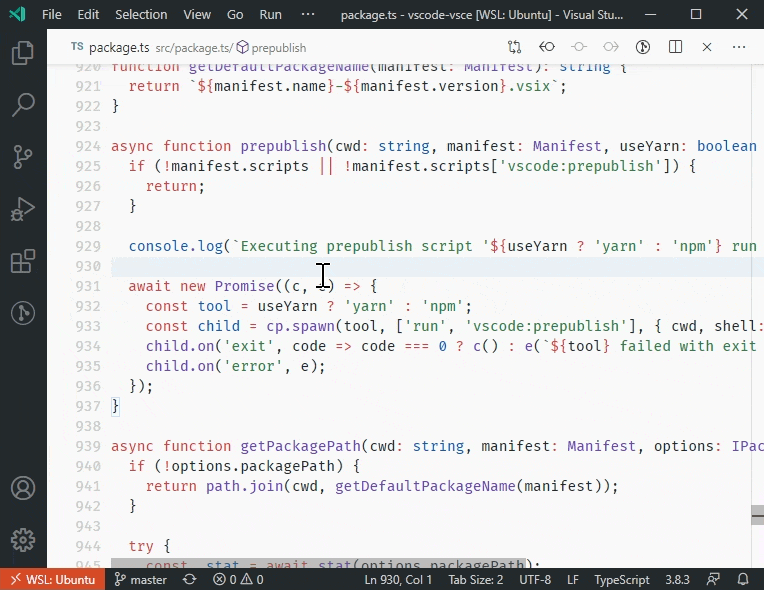 File Edit Selection View Go Run ··· package.ts - vscode-vsce [WSL: Ubuntu] - Visual Stu...
TS package.ts src/package.ts/ prepublish
920 function getDefaultPackageName(manifest: Manifest): string {
921 return `${manifest.name}-${manifest.version}.vsix`;
922 }
923
924 async function prepublish(cwd: string, manifest: Manifest, useYarn: boolean
925 if (!manifest.scripts || !manifest.scripts['vscode:prepublish']) {
926 return;
927 }
928
929 console.log(`Executing prepublish script '${useYarn ? 'yarn' : 'npm'} run
930
931 await new Promise((c, e) => {
932 const tool = useYarn ? 'yarn' : 'npm';
933 const child = cp.spawn(tool, ['run', 'vscode:prepublish'], { cwd, shell:
934 child.on('exit', code => code === 0 ? c() : e(`${tool} failed with exit
935 child.on('error', e);
936 });
937 }
938
939 async function getPackagePath(cwd: string, manifest: Manifest, options: IPac
940 if (!options.packagePath) {
941 return path.join(cwd, getDefaultPackageName(manifest));
942 }
943
944 try {
945 const _stat = await stat(options.packagePath);
WSL: Ubuntu master 0 0 Ln 930, Col 1 Tab Size: 2 UTF-8 LF TypeScript 3.8.3